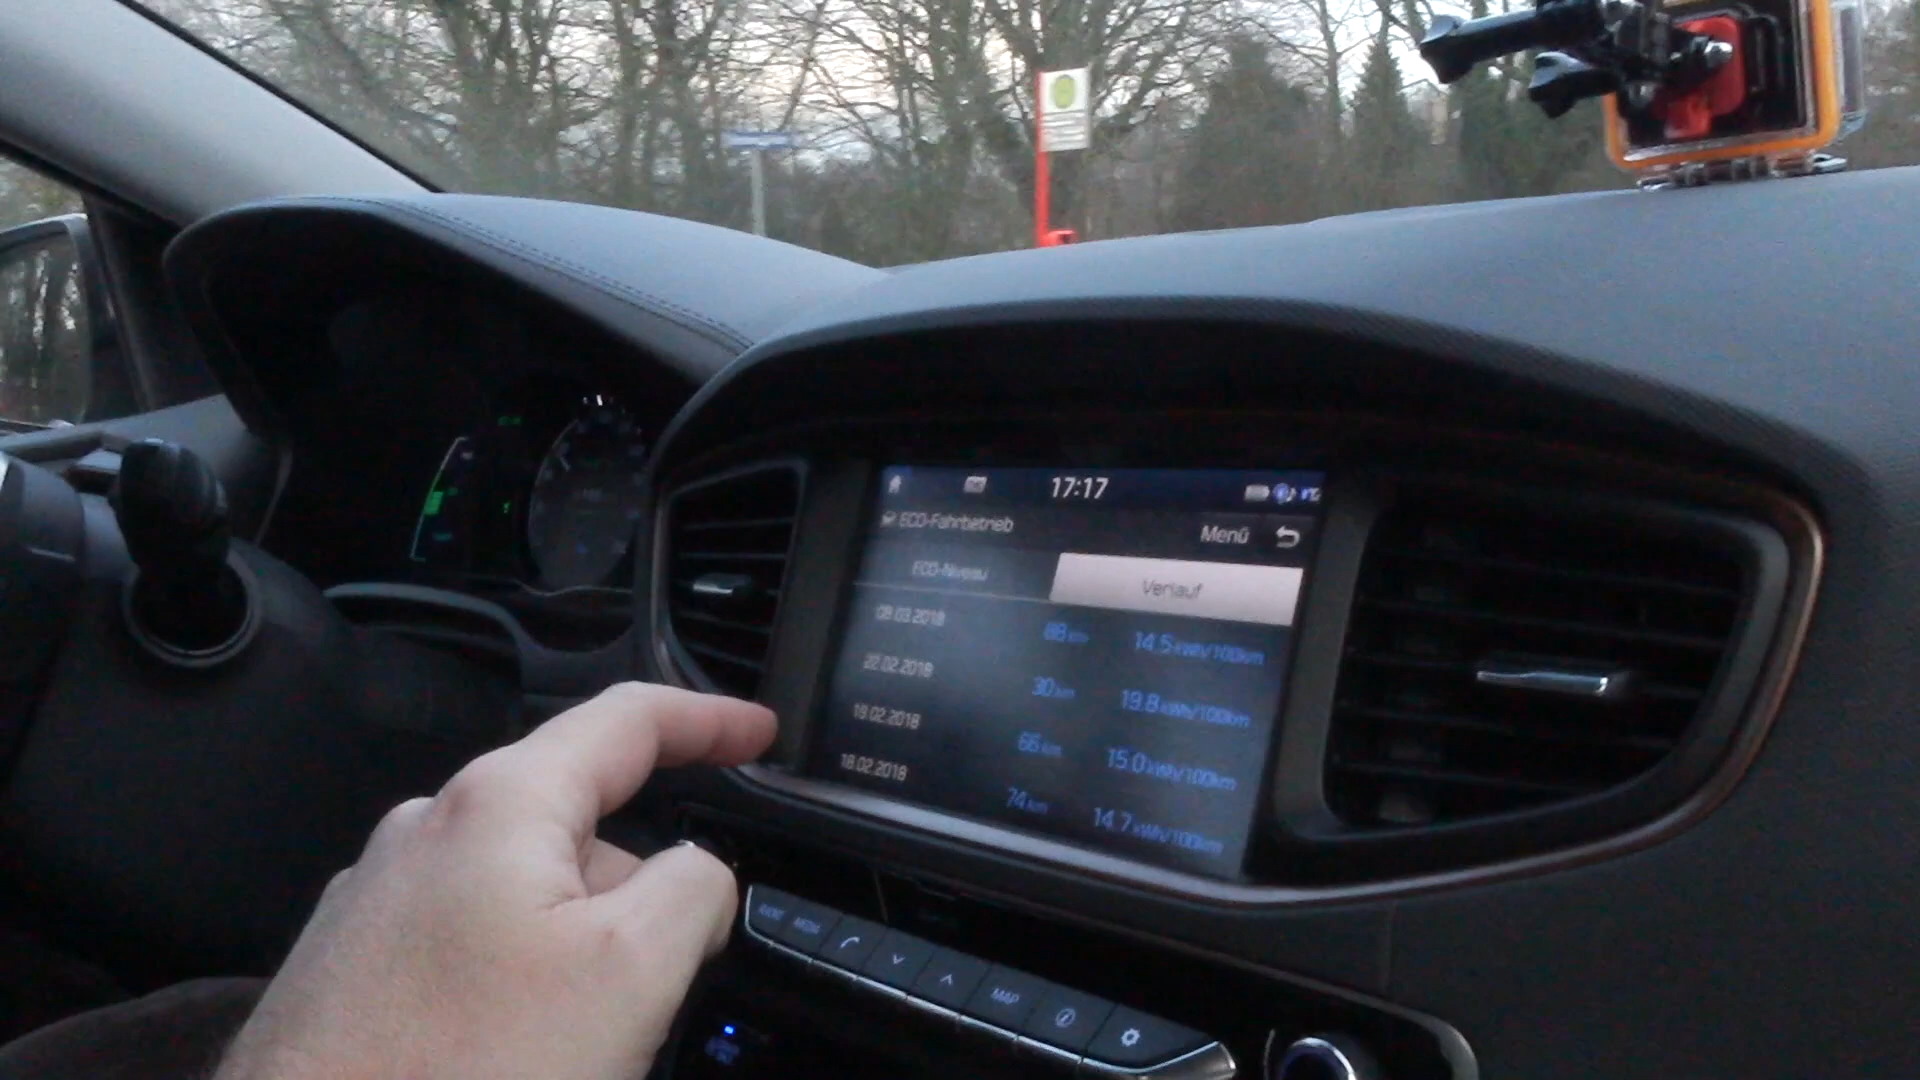 17:17
ECO-Fahrbetrieb
Menü
ECO-Niveau
Verlauf
08.03.2018 88 km 14.5 kWh/100km
22.02.2018 30 km 19.8 kWh/100km
19.02.2018 66 km 15.0 kWh/100km
18.02.2018 74 km 14.7 kWh/100km
MEDIA
MAP